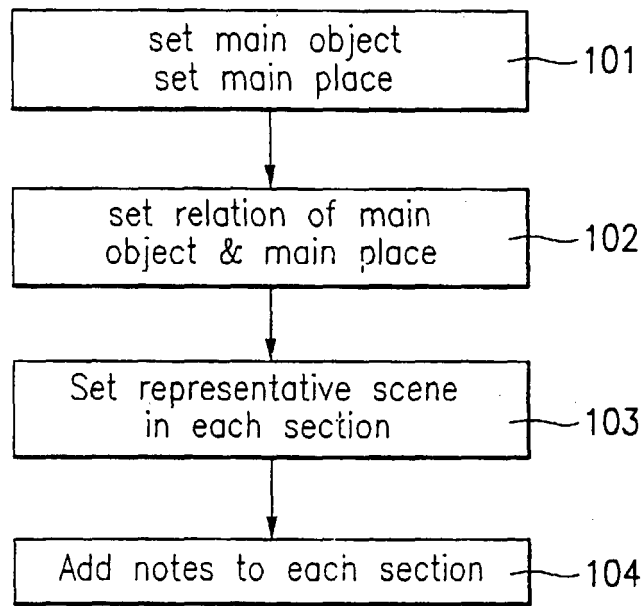 set main object
set main place
101
set relation of main
object & main place
102
Set representative scene
in each section
103
Add notes to each section
104